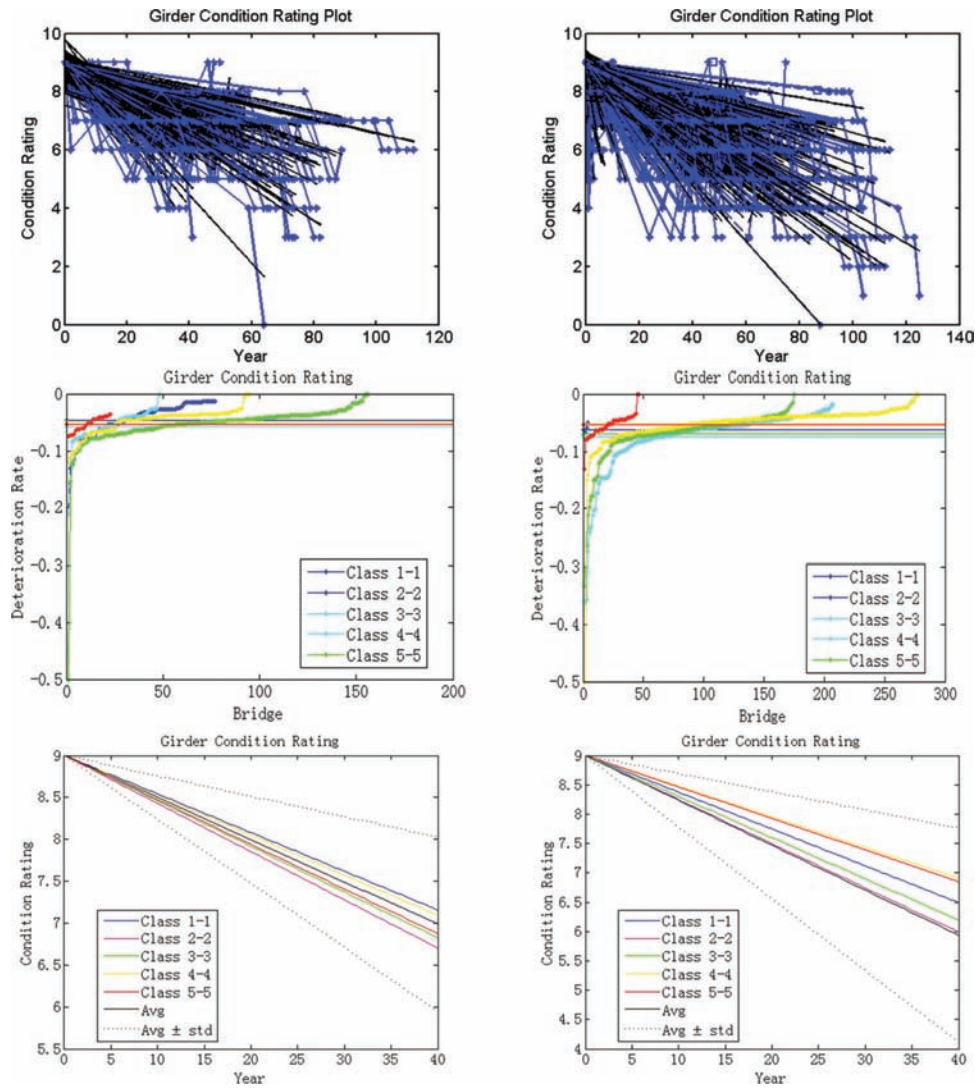 Girder Condition Rating Plot
Condition Rating
10
8
6
4
2
0
0 20 40 60 80 100 120
Year
Girder Condition Rating Plot
Condition Rating
10
8
6
4
2
0
0 20 40 60 80 100 120 140
Year
Girder Condition Rating
Deterioration Rate
0
-0.1
-0.2
-0.3
-0.4
-0.5
Class 1-1
Class 2-2
Class 3-3
Class 4-4
Class 5-5
0 50 100 150 200
Bridge
Girder Condition Rating
Deterioration Rate
0
-0.1
-0.2
-0.3
-0.4
-0.5
Class 1-1
Class 2-2
Class 3-3
Class 4-4
Class 5-5
0 50 100 150 200 250 300
Bridge
Girder Condition Rating
Condition Rating
9
8.5
8
7.5
7
6.5
6
5.5
Class 1-1
Class 2-2
Class 3-3
Class 4-4
Class 5-5
Avg
Avg ± std
0 5 10 15 20 25 30 35 40
Year
Girder Condition Rating
Condition Rating
9
8.5
8
7.5
7
6.5
6
5.5
5
4.5
4
Class 1-1
Class 2-2
Class 3-3
Class 4-4
Class 5-5
Avg
Avg ± std
0 5 10 15 20 25 30 35 40
Year